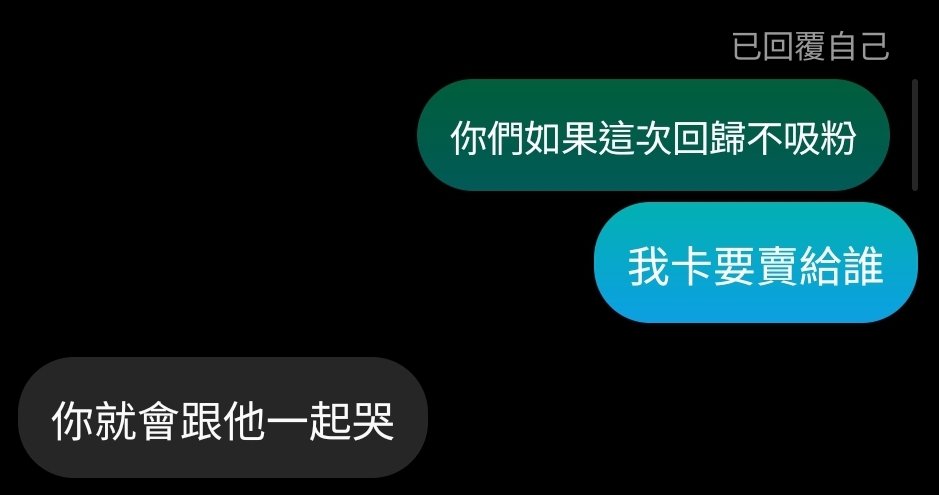 已回覆自己
你們如果這次回歸不吸粉
我卡要賣給誰
你就會跟他一起哭